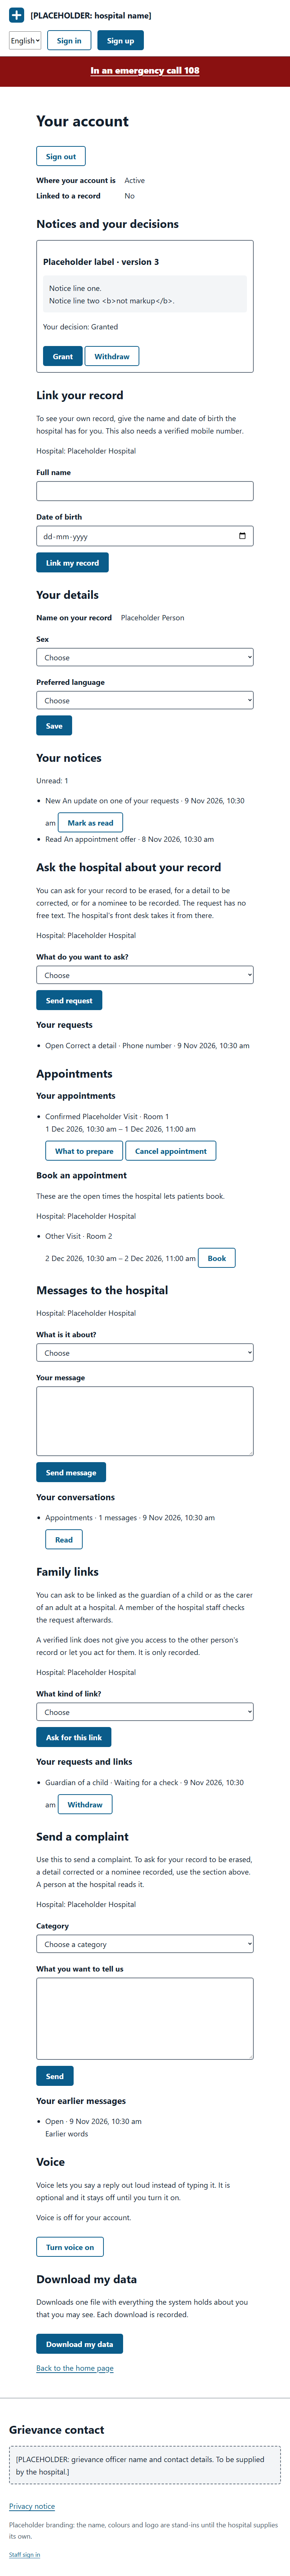 [PLACEHOLDER: hospital name]
English
Sign in
Sign up
In an emergency call 108
Your account
Sign out
Where your account is Active
Linked to a record No
Notices and your decisions
Placeholder label · version 3
Notice line one.
Notice line two <b>not markup</b>.
Your decision: Granted
Grant
Withdraw
Link your record
To see your own record, give the name and date of birth the
hospital has for you. This also needs a verified mobile number.
Hospital: Placeholder Hospital
Full name
Date of birth
dd-mm-yyyy
Link my record
Your details
Name on your record Placeholder Person
Sex
Choose
Preferred language
Choose
Save
Your notices
Unread: 1
New An update on one of your requests · 9 Nov 2026, 10:30
am Mark as read
Read An appointment offer · 8 Nov 2026, 10:30 am
Ask the hospital about your record
You can ask for your record to be erased, for a detail to be
corrected, or for a nominee to be recorded. The request has no
free text. The hospital's front desk takes it from there.
Hospital: Placeholder Hospital
What do you want to ask?
Choose
Send request
Your requests
Open Correct a detail · Phone number · 9 Nov 2026, 10:30 am
Appointments
Your appointments
Confirmed Placeholder Visit · Room 1
1 Dec 2026, 10:30 am – 1 Dec 2026, 11:00 am
What to prepare
Cancel appointment
Book an appointment
These are the open times the hospital lets patients book.
Hospital: Placeholder Hospital
Other Visit · Room 2
2 Dec 2026, 10:30 am – 2 Dec 2026, 11:00 am Book
Messages to the hospital
Hospital: Placeholder Hospital
What is it about?
Choose
Your message
Send message
Your conversations
Appointments · 1 messages · 9 Nov 2026, 10:30 am
Read
Family links
You can ask to be linked as the guardian of a child or as the carer
of an adult at a hospital. A member of the hospital staff checks
the request afterwards.
A verified link does not give you access to the other person's
record or let you act for them. It is only recorded.
Hospital: Placeholder Hospital
What kind of link?
Choose
Ask for this link
Your requests and links
Guardian of a child · Waiting for a check · 9 Nov 2026, 10:30
am Withdraw
Send a complaint
Use this to send a complaint. To ask for your record to be erased,
a detail corrected or a nominee recorded, use the section above.
A person at the hospital reads it.
Hospital: Placeholder Hospital
Category
Choose a category
What you want to tell us
Send
Your earlier messages
Open · 9 Nov 2026, 10:30 am
Earlier words
Voice
Voice lets you say a reply out loud instead of typing it. It is
optional and it stays off until you turn it on.
Voice is off for your account.
Turn voice on
Download my data
Downloads one file with everything the system holds about you
that you may see. Each download is recorded.
Download my data
Back to the home page
Grievance contact
[PLACEHOLDER: grievance officer name and contact details. To be supplied
by the hospital.]
Privacy notice
Placeholder branding: the name, colours and logo are stand-ins until the hospital supplies
its own.
Staff sign in